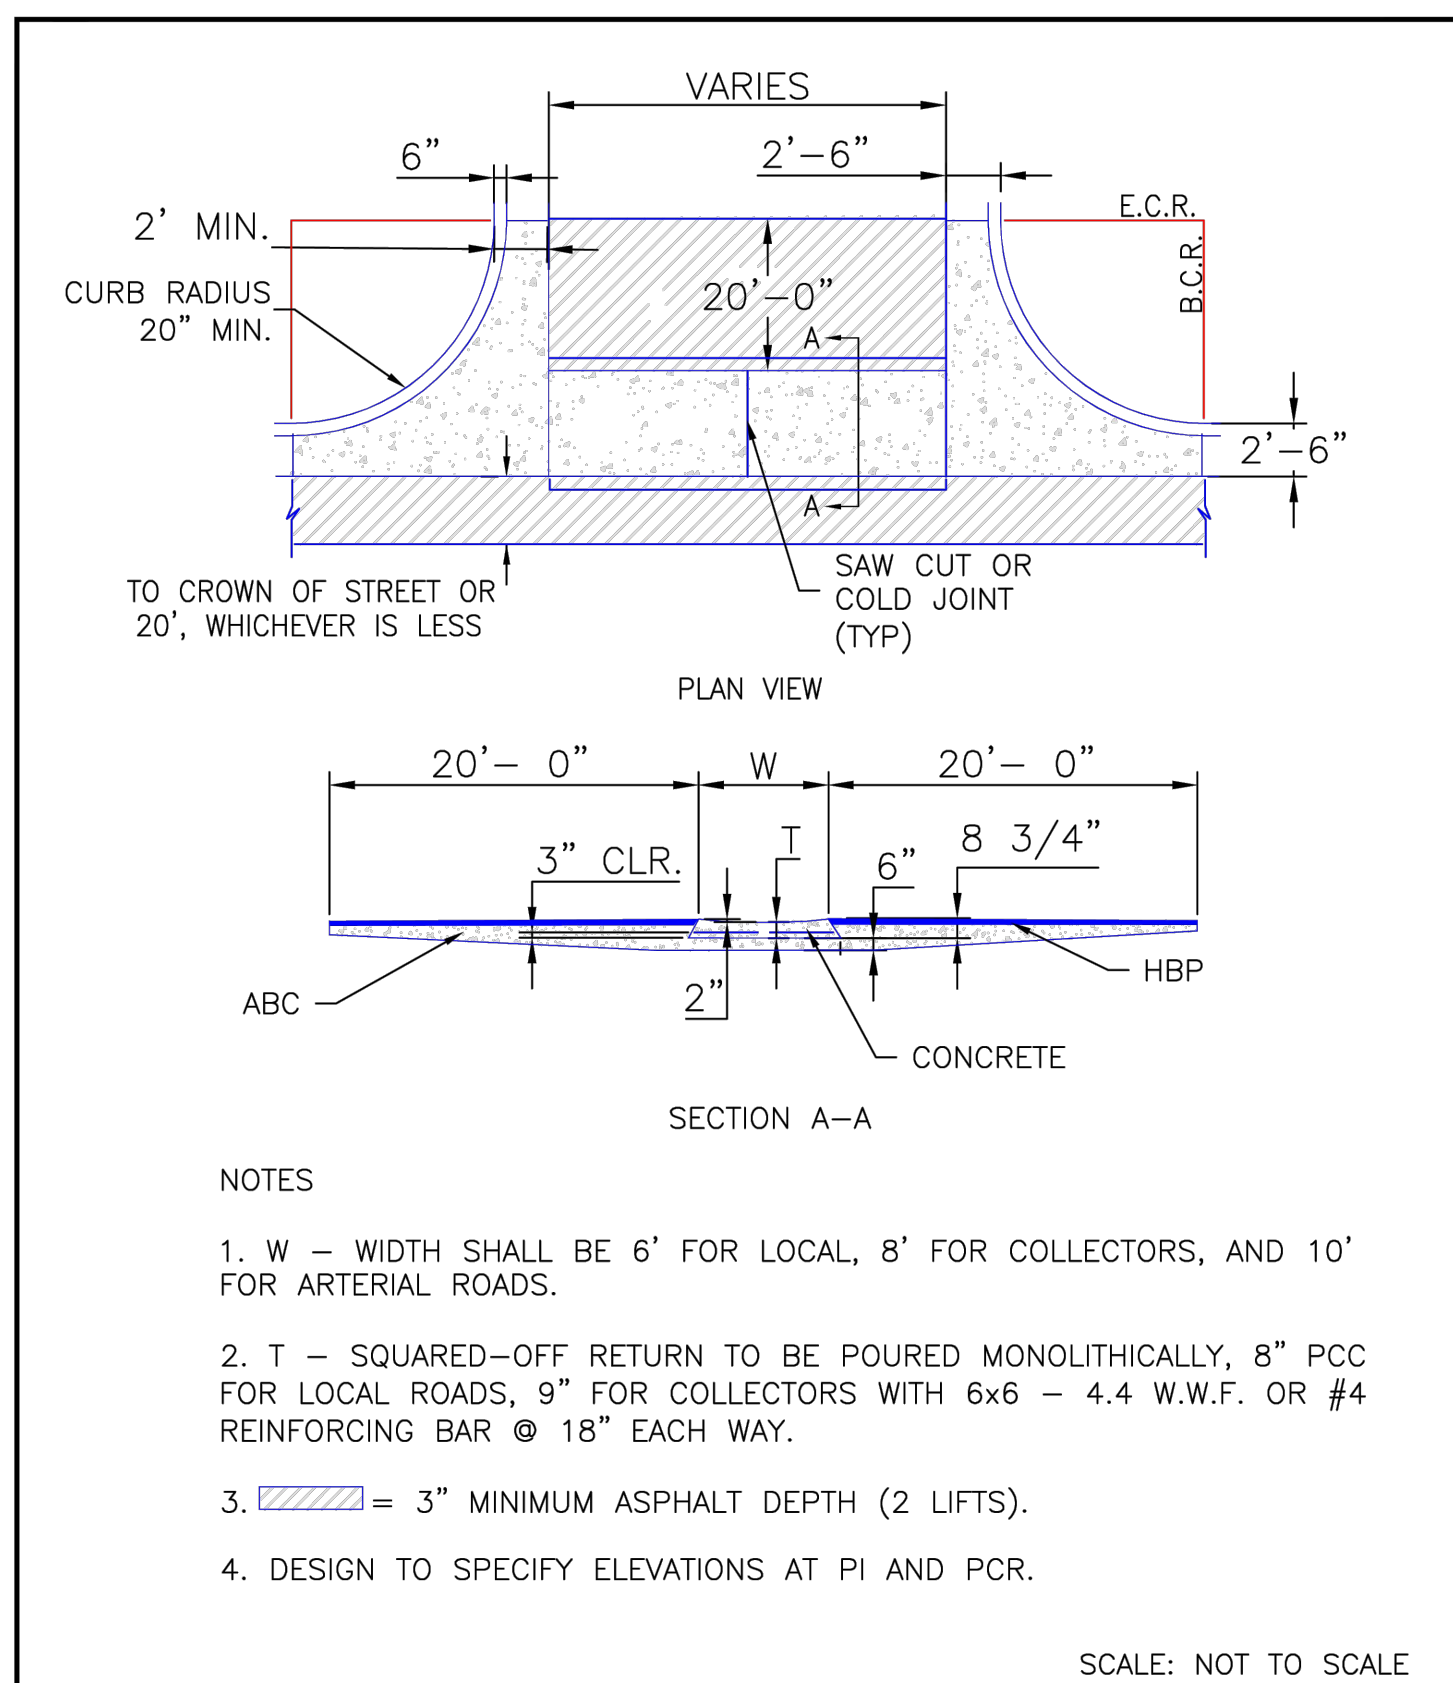 VARIES
6”
2’-6”
2’ MIN.
E.C.R.
B.C.R.
CURB RADIUS
20” MIN.
20’-0”
A
2’-6”
A
SAW CUT OR
COLD JOINT
(TYP)
TO CROWN OF STREET OR
20’, WHICHEVER IS LESS
PLAN VIEW
20’- 0”
W
20’- 0”
T
8 3/4”
3” CLR.
6”
HBP
2”
ABC
CONCRETE
SECTION A-A
NOTES
1. W - WIDTH SHALL BE 6’ FOR LOCAL, 8’ FOR COLLECTORS, AND 10’
FOR ARTERIAL ROADS.
2. T - SQUARED-OFF RETURN TO BE POURED MONOLITHICALLY, 8” PCC
FOR LOCAL ROADS, 9” FOR COLLECTORS WITH 6x6 - 4.4 W.W.F. OR #4
REINFORCING BAR @ 18” EACH WAY.
3. = 3” MINIMUM ASPHALT DEPTH (2 LIFTS).
4. DESIGN TO SPECIFY ELEVATIONS AT PI AND PCR.
SCALE: NOT TO SCALE